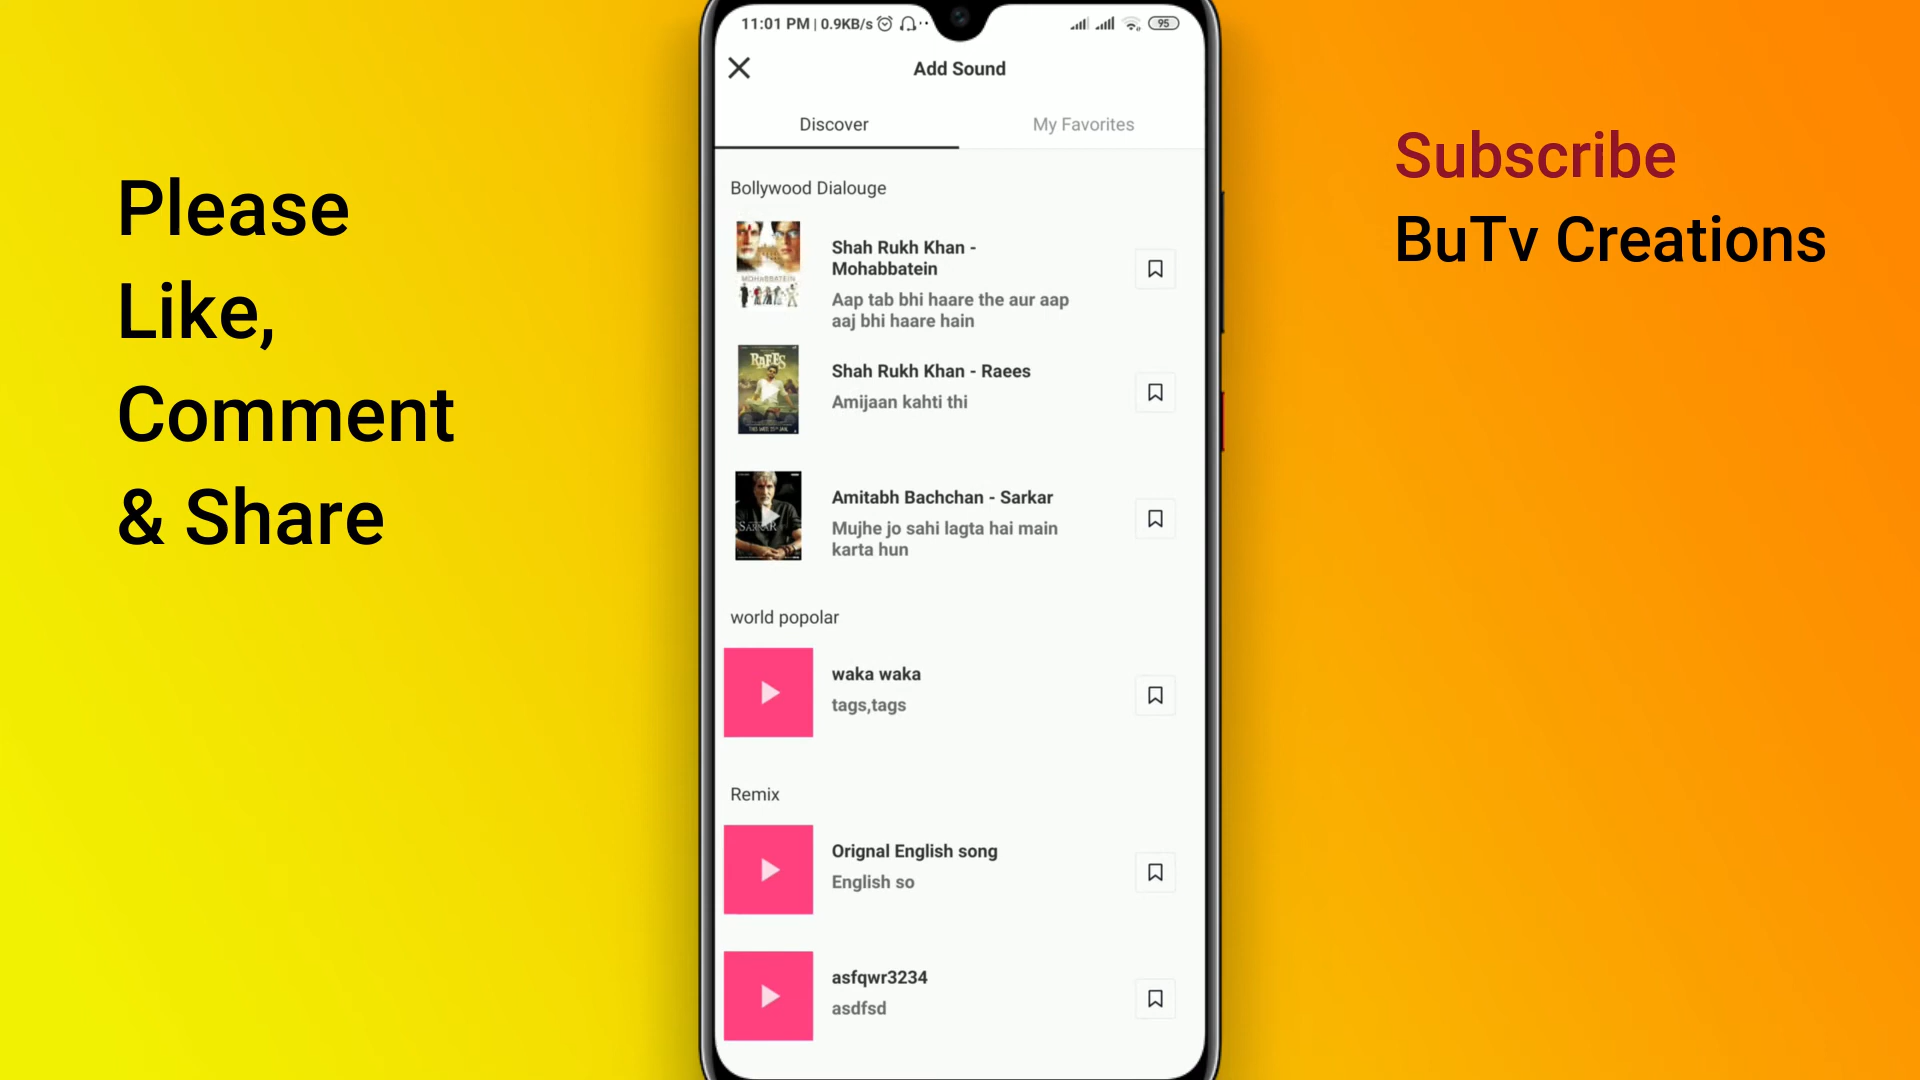 11:01 PM | 0.9KB/s
95
Add Sound
Discover
My Favorites
Please
Like,
Comment
& Share
Subscribe
BuTv Creations
Bollywood Dialouge
MOHABBATEIN
Shah Rukh Khan -
Mohabbatein
Aap tab bhi haare the aur aap
aaj bhi haare hain
RAEES
Shah Rukh Khan - Raees
Amijaan kahti thi
SARKAR
Amitabh Bachchan - Sarkar
Mujhe jo sahi lagta hai main
karta hun
world popolar
waka waka
tags,tags
Remix
Orignal English song
English so
asfqwr3234
asdfsd